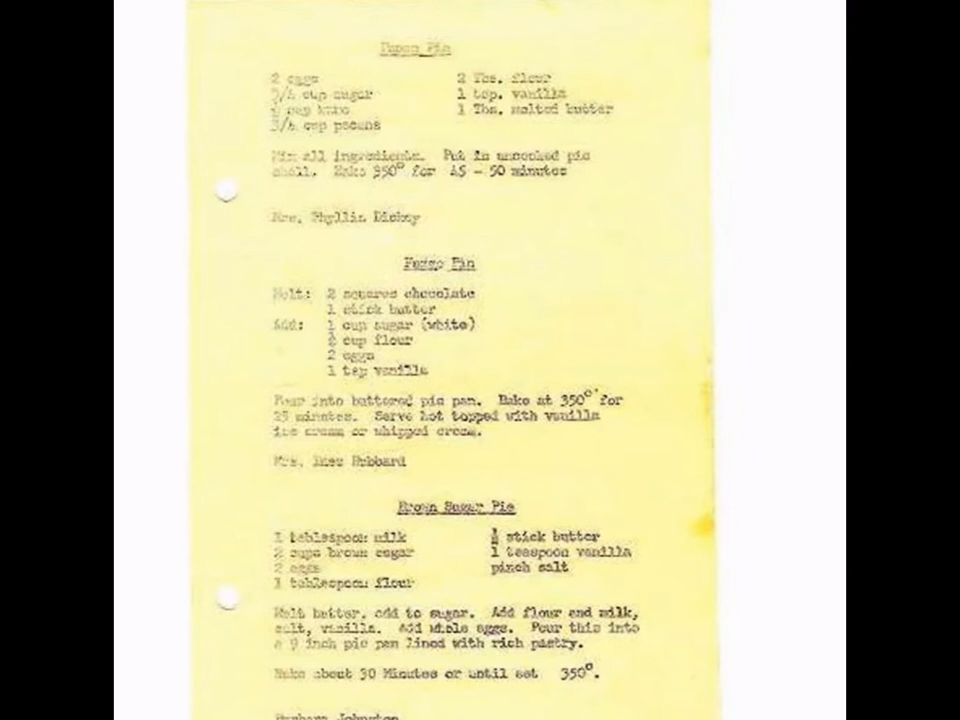 Pecan Pie
2 eggs 2 Tbs. flour
3/4 cup sugar 1 tsp. vanilla
cup 1 Tbs. melted butter
3/4 cup pecans
Mix all ingredients. Put in uncooked pie
shell. Bake 350° for 45 - 50 minutes
Mrs. Phyllis Dickey
Fudge Pie
Melt: 2 squares chocolate
1 stick butter
Add: 1 cup sugar (white)
cup flour
2 eggs
1 tsp vanilla
Pour into buttered pie pan. Bake at 350° for
25 minutes. Serve hot topped with vanilla
ice cream or whipped cream.
Mrs. Hubbard
Brown Sugar Pie
1 tablespoon milk stick butter
2 cups brown sugar 1 teaspoon vanilla
2 eggs pinch salt
1 tablespoon flour
Melt butter, add to sugar. Add flour and milk,
salt, vanilla. Add whole eggs. Pour this into
a 9 inch pie pan lined with rich pastry.
Bake about 30 Minutes or until set 350°.
Barbara Johnston